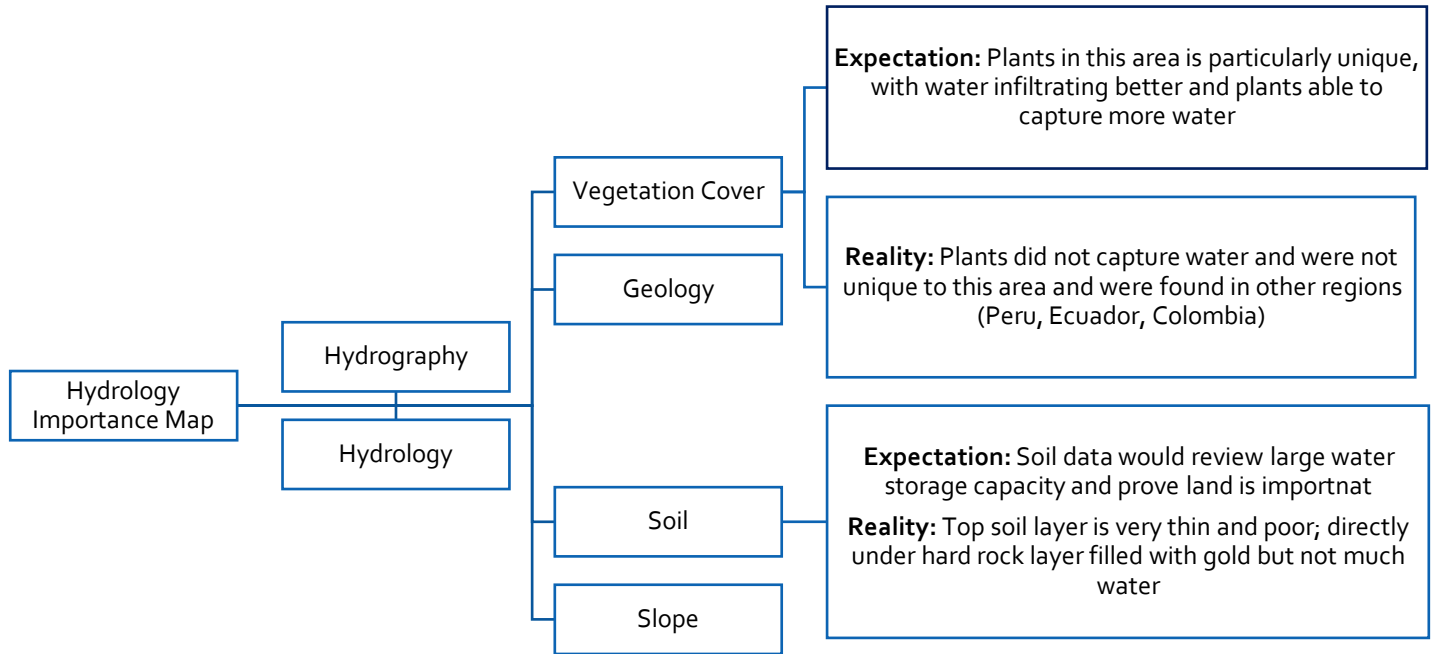 Hydrology
Importance Map
Hydrography
Hydrology
Vegetation Cover
Expectation: Plants in this area is particularly unique,
with water infiltrating better and plants able to
capture more water
Reality: Plants did not capture water and were not
unique to this area and were found in other regions
(Peru, Ecuador, Colombia)
Geology
Soil
Expectation: Soil data would review large water
storage capacity and prove land is importnat
Reality: Top soil layer is very thin and poor; directly
under hard rock layer filled with gold but not much
water
Slope